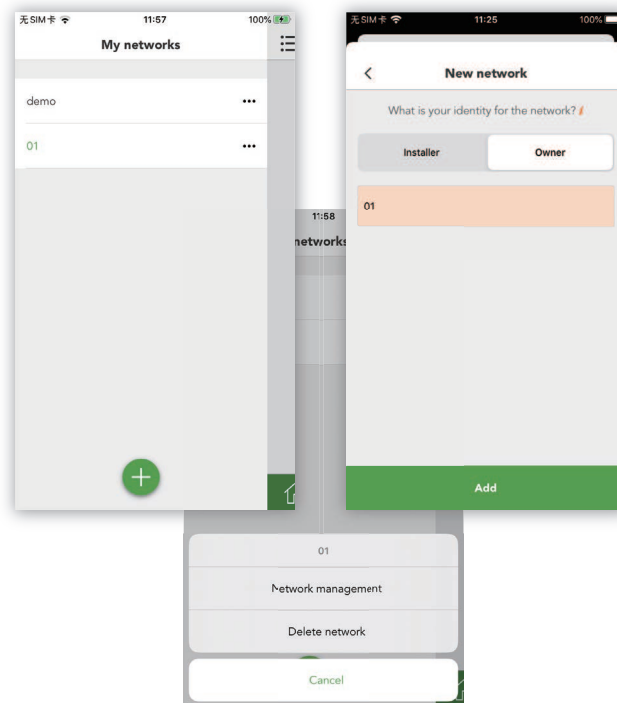 无SIM卡
11:57
100%
My networks
demo
01
无SIM卡
11:25
100%
New network
What is your identity for the network?
Installer
Owner
01
Add
11:58
networks
01
Network management
Delete network
Cancel